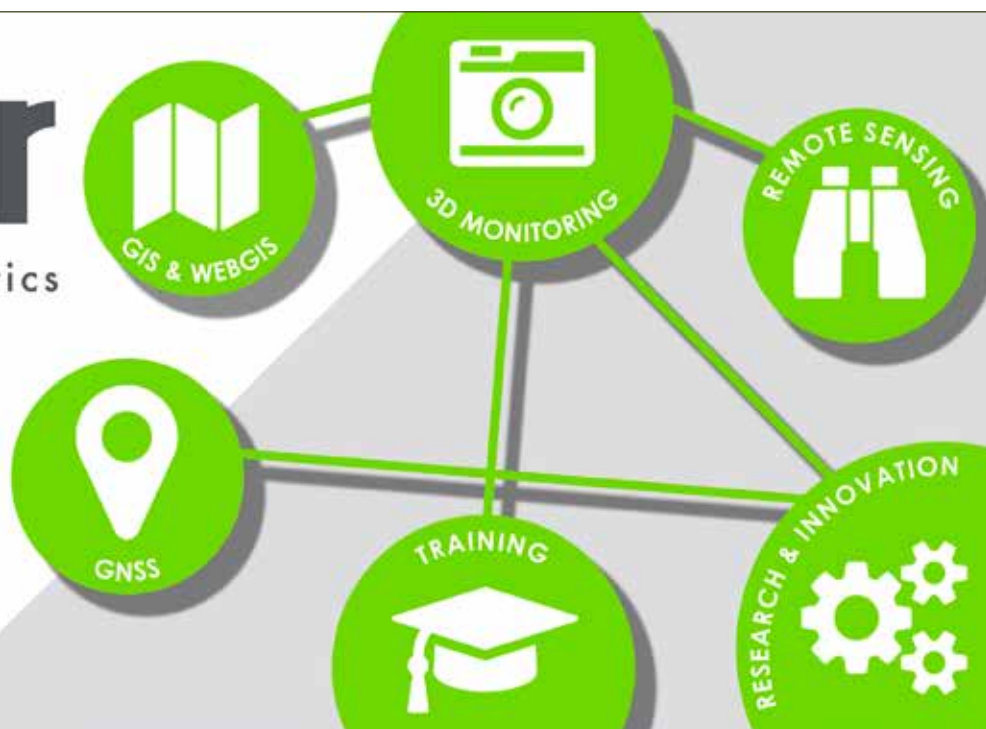 r
ics
GIS & WEBGIS
3D MONITORING
REMOTE SENSING
GNSS
TRAINING
RESEARCH & INNOVATION